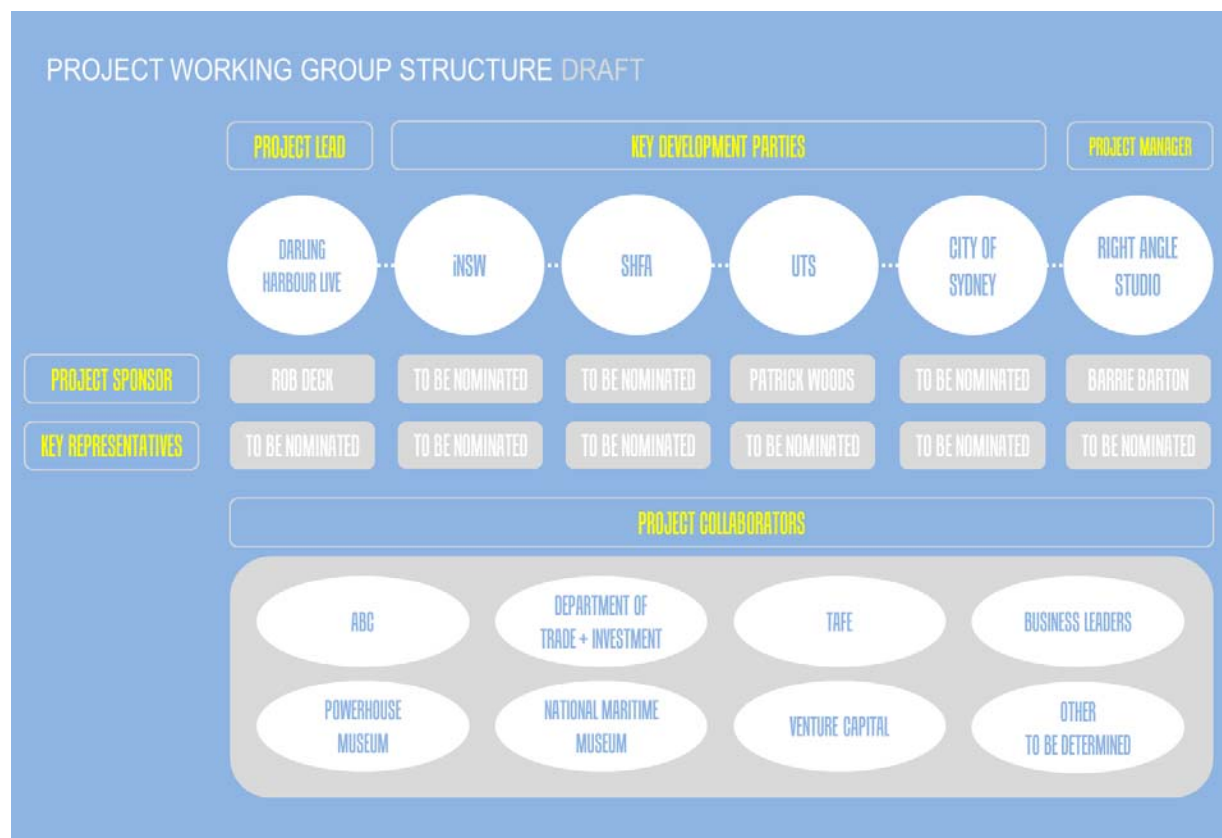 PROJECT WORKING GROUP STRUCTURE DRAFT
PROJECT LEAD
KEY DEVELOPMENT PARTIES
PROJECT MANAGER
DARLING
HARBOUR LIVE
iNSW
SHFA
UTS
CITY OF
SYDNEY
RIGHT ANGLE
STUDIO
PROJECT SPONSOR
ROB DECK
TO BE NOMINATED
TO BE NOMINATED
PATRICK WOODS
TO BE NOMINATED
BARRIE BARTON
KEY REPRESENTATIVES
TO BE NOMINATED
TO BE NOMINATED
TO BE NOMINATED
TO BE NOMINATED
TO BE NOMINATED
TO BE NOMINATED
PROJECT COLLABORATORS
ABC
DEPARTMENT OF
TRADE + INVESTMENT
TAFE
BUSINESS LEADERS
POWERHOUSE
MUSEUM
NATIONAL MARITIME
MUSEUM
VENTURE CAPITAL
OTHER
TO BE DETERMINED